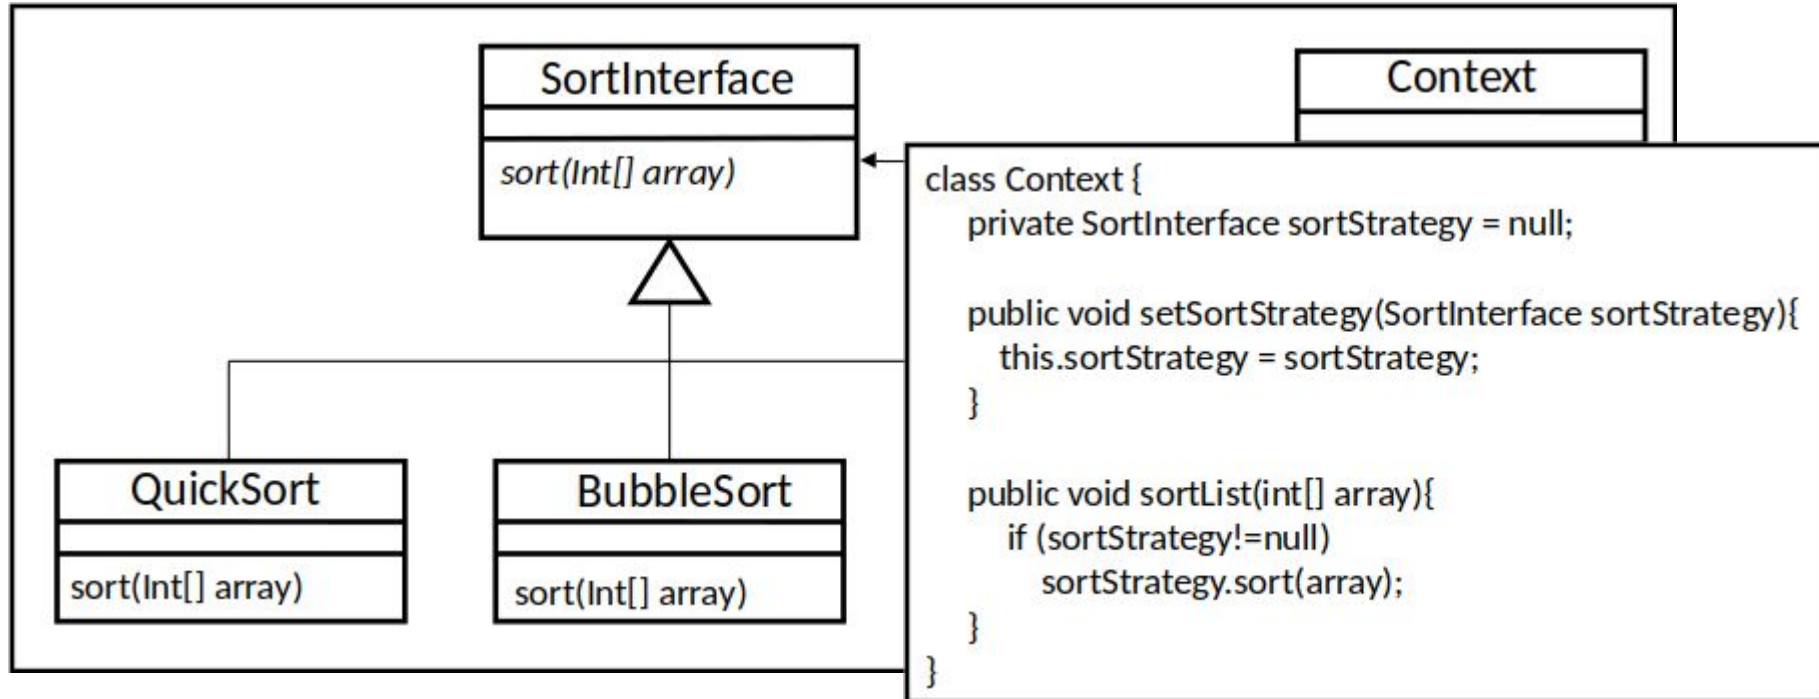 SortInterface
sort(Int[] array)
Context
QuickSort
sort(Int[] array)
BubbleSort
sort(Int[] array)
class Context {
private SortInterface sortStrategy = null;
public void setSortStrategy(SortInterface sortStrategy){
this.sortStrategy = sortStrategy;
}
public void sortList(int[] array){
if (sortStrategy!=null)
sortStrategy.sort(array);
}
}